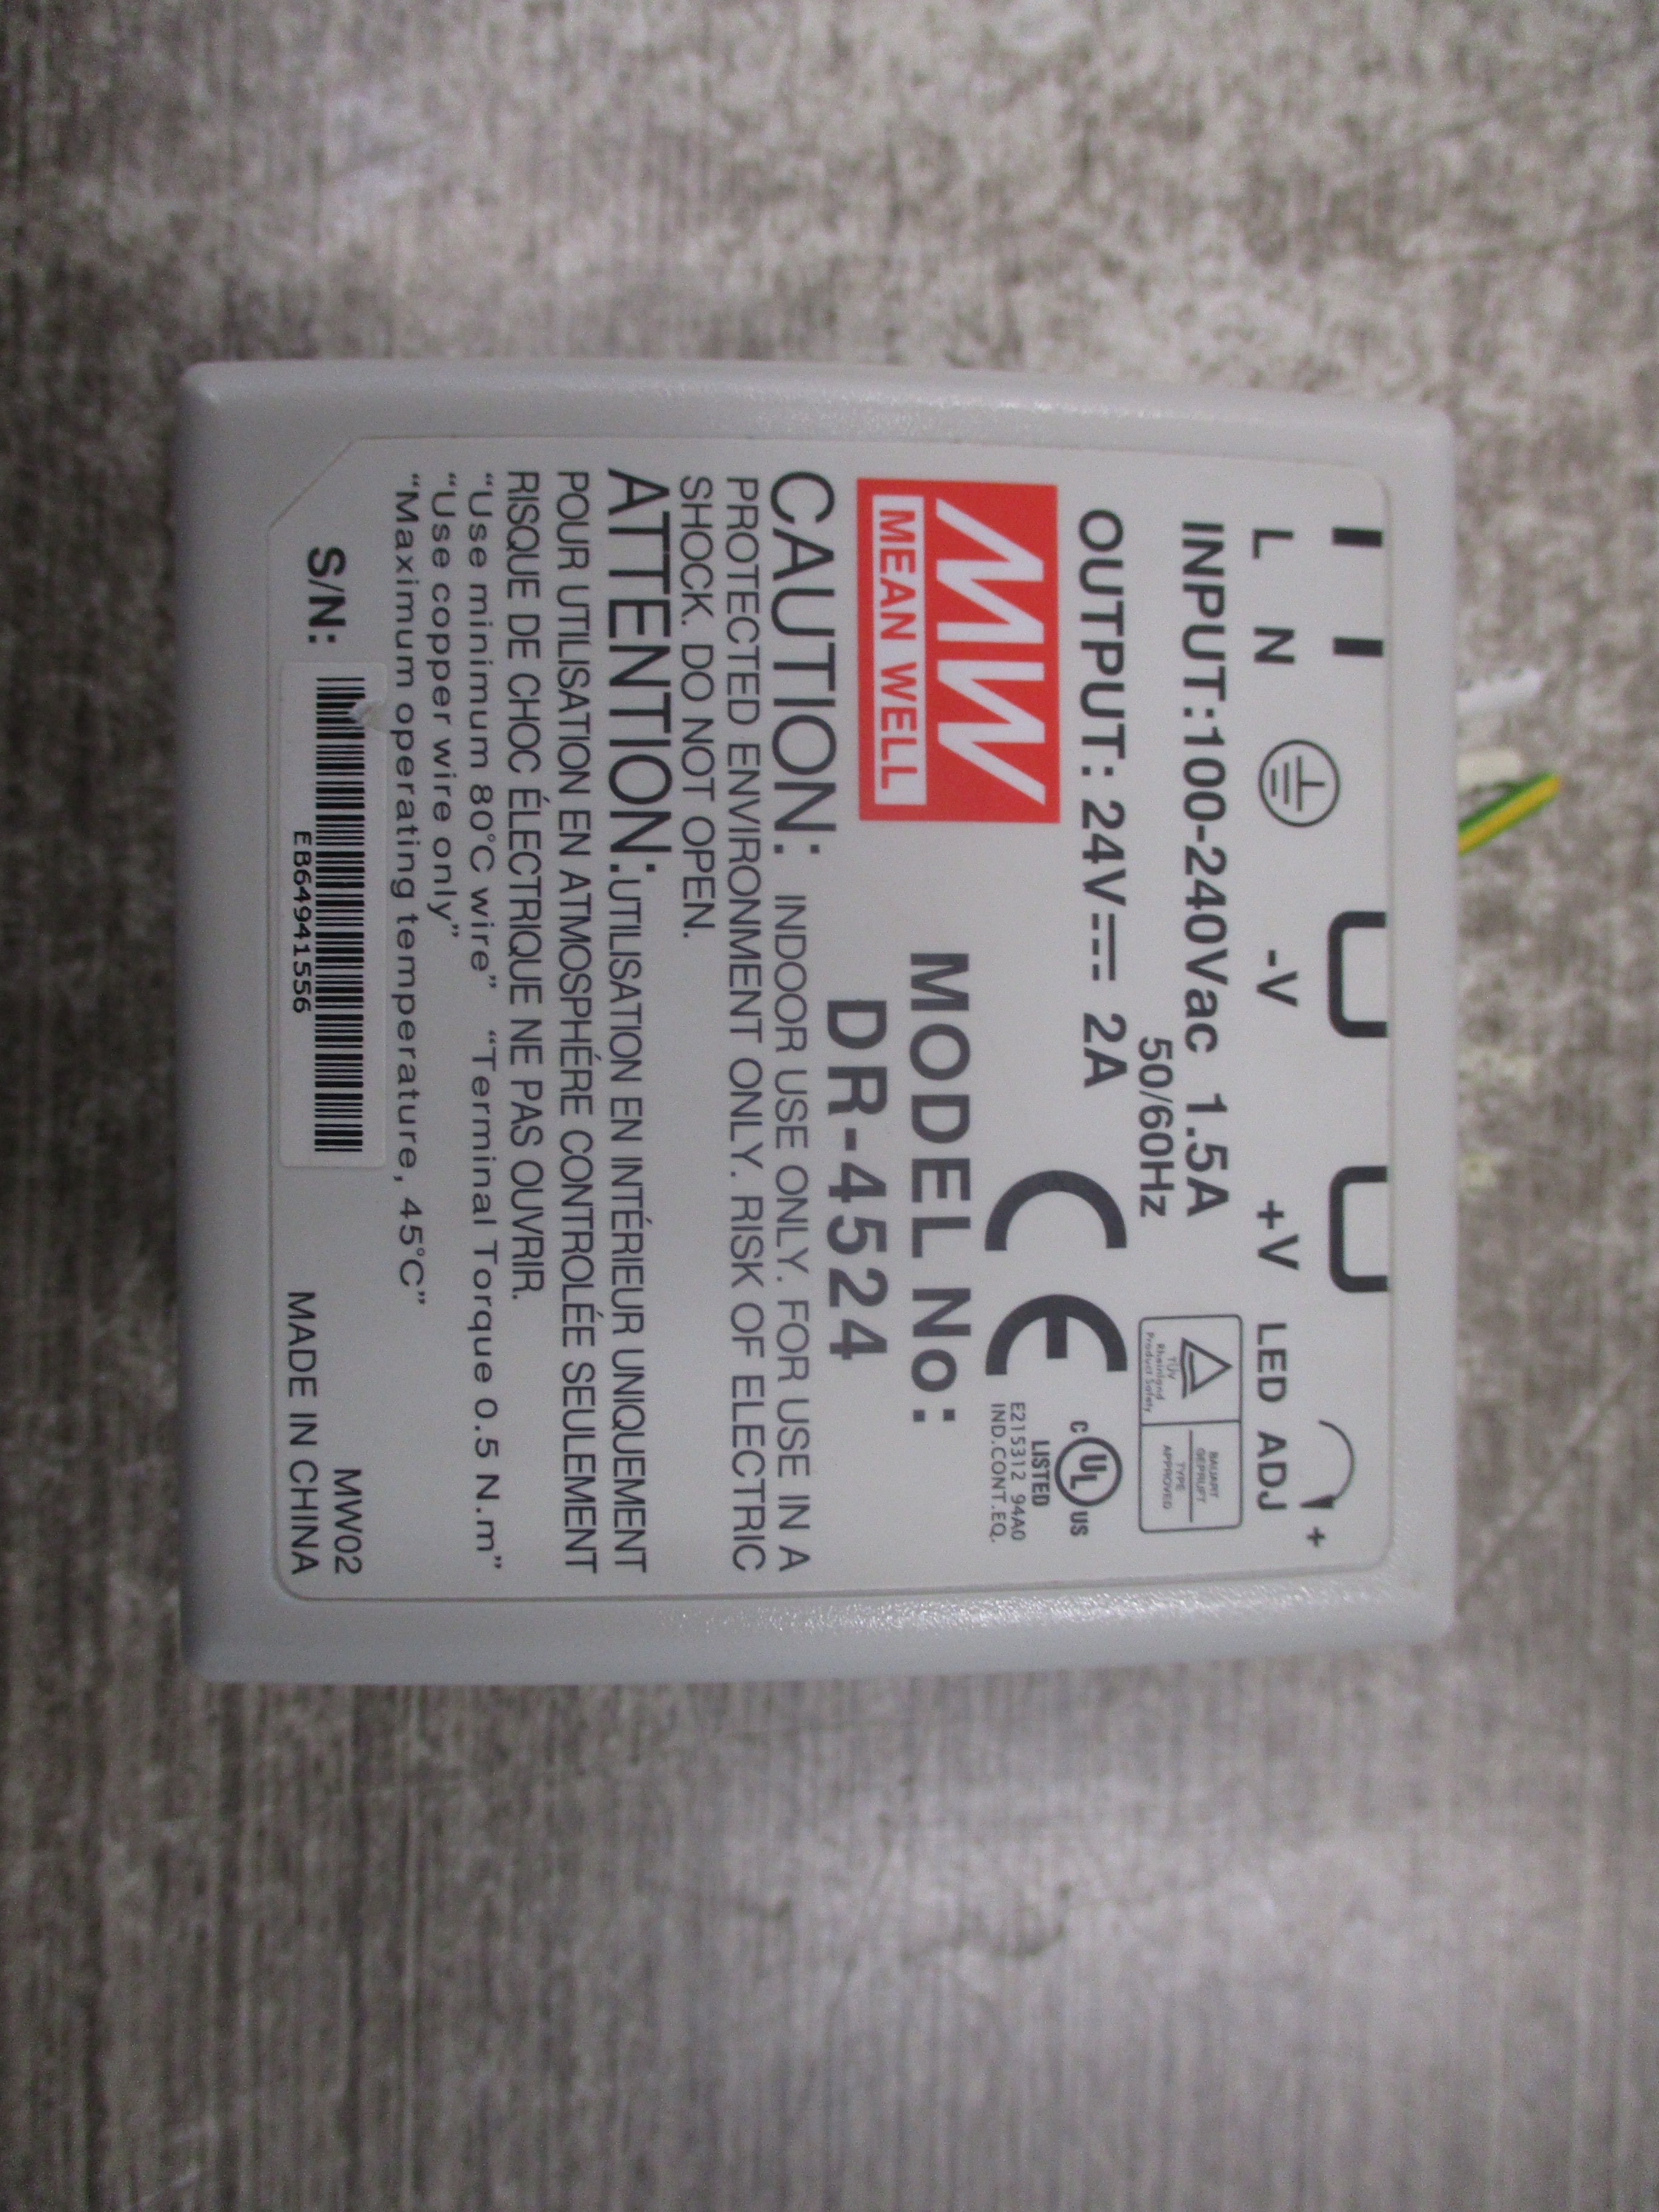 L N -V +V LED ADJ +
INPUT:100-240Vac 1.5A
50/60Hz
OUTPUT: 24V 2A
TÜV
Rheinland
Product Safety
BAUART
GEPRÜFT
TYPE
APPROVED
CE
C UL US
LISTED
E215312 94A0
IND.CONT.EQ.
MW
MEAN WELL
MODEL No:
DR-4524
CAUTION: INDOOR USE ONLY. FOR USE IN A
PROTECTED ENVIRONMENT ONLY. RISK OF ELECTRIC
SHOCK. DO NOT OPEN.
ATTENTION:UTILISATION EN INTÉRIEUR UNIQUEMENT
POUR UTILISATION EN ATMOSPHÉRE CONTROLÉE SEULEMENT
RISQUE DE CHOC ÉLECTRIQUE NE PAS OUVRIR.
“Use minimum 80°C wire” “Terminal Torque 0.5 N.m”
“Use copper wire only”
“Maximum operating temperature, 45°C”
MW02
S/N: EB64941556 MADE IN CHINA